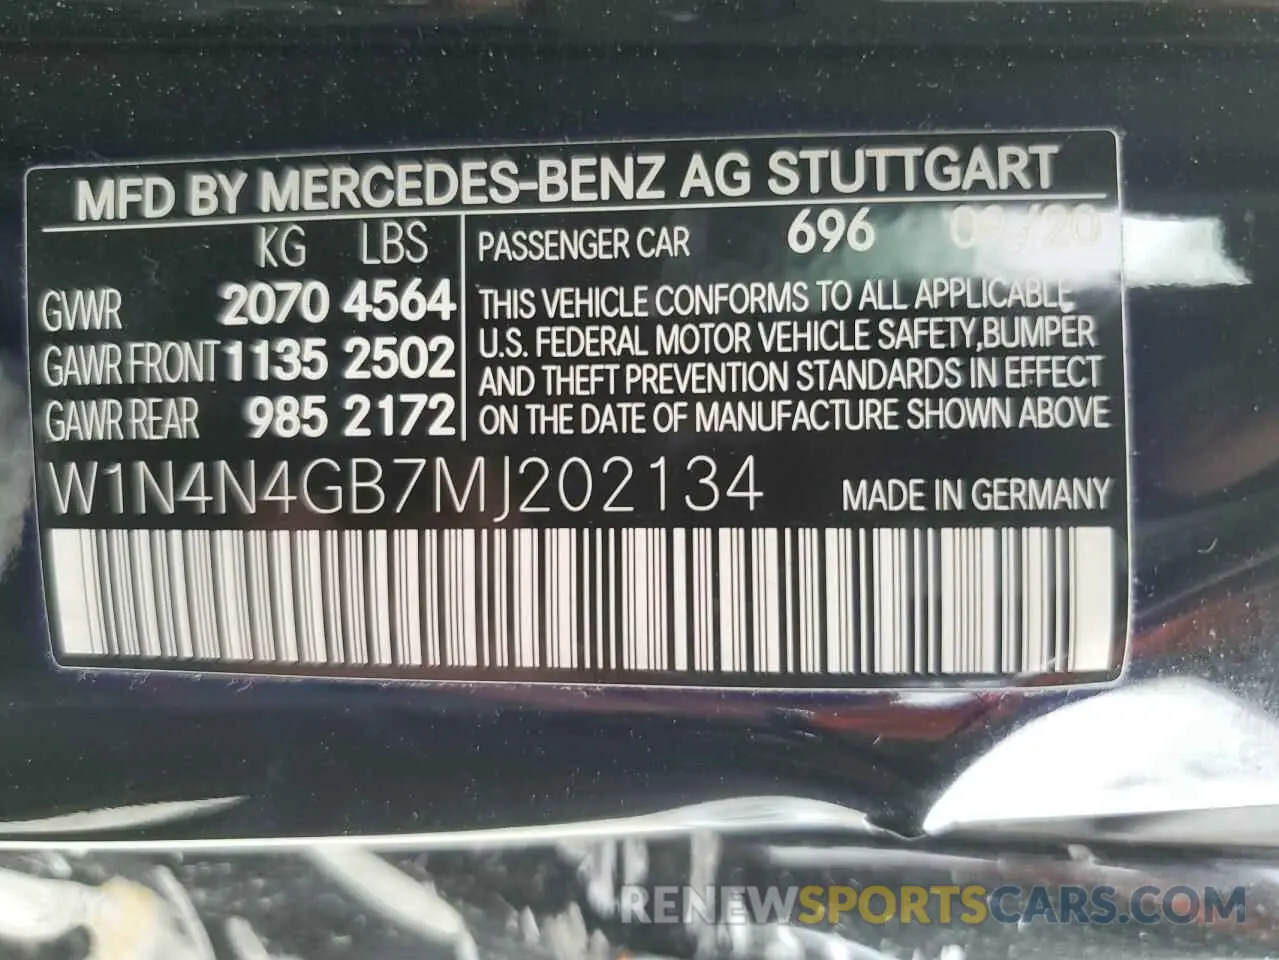 MFD BY MERCEDES-BENZ AG STUTTGART
KG LBS
GVWR 2070 4564
GAWR FRONT 1135 2502
GAWR REAR 985 2172
PASSENGER CAR 696
THIS VEHICLE CONFORMS TO ALL APPLICABLE
U.S. FEDERAL MOTOR VEHICLE SAFETY,BUMPER
AND THEFT PREVENTION STANDARDS IN EFFECT
ON THE DATE OF MANUFACTURE SHOWN ABOVE
W1N4N4GB7MJ202134 MADE IN GERMANY
RENEWSPORTSCARS.COM